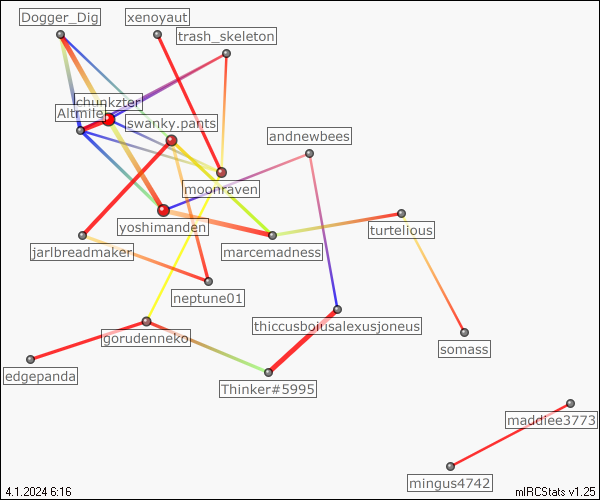 Dogger_Dig
xenoyaut
trash_skeleton
chunkzter
Altmile
swanky.pants
andnewbees
moonraven
yoshimanden
turtelious
jarlbreadmaker
marcemadness
neptune01
thiccusboiusalexusjoneus
gorudenneko
somass
edgepanda
Thinker#5995
maddiee3773
mingus4742
4.1.2024 6:16
mIRCStats v1.25